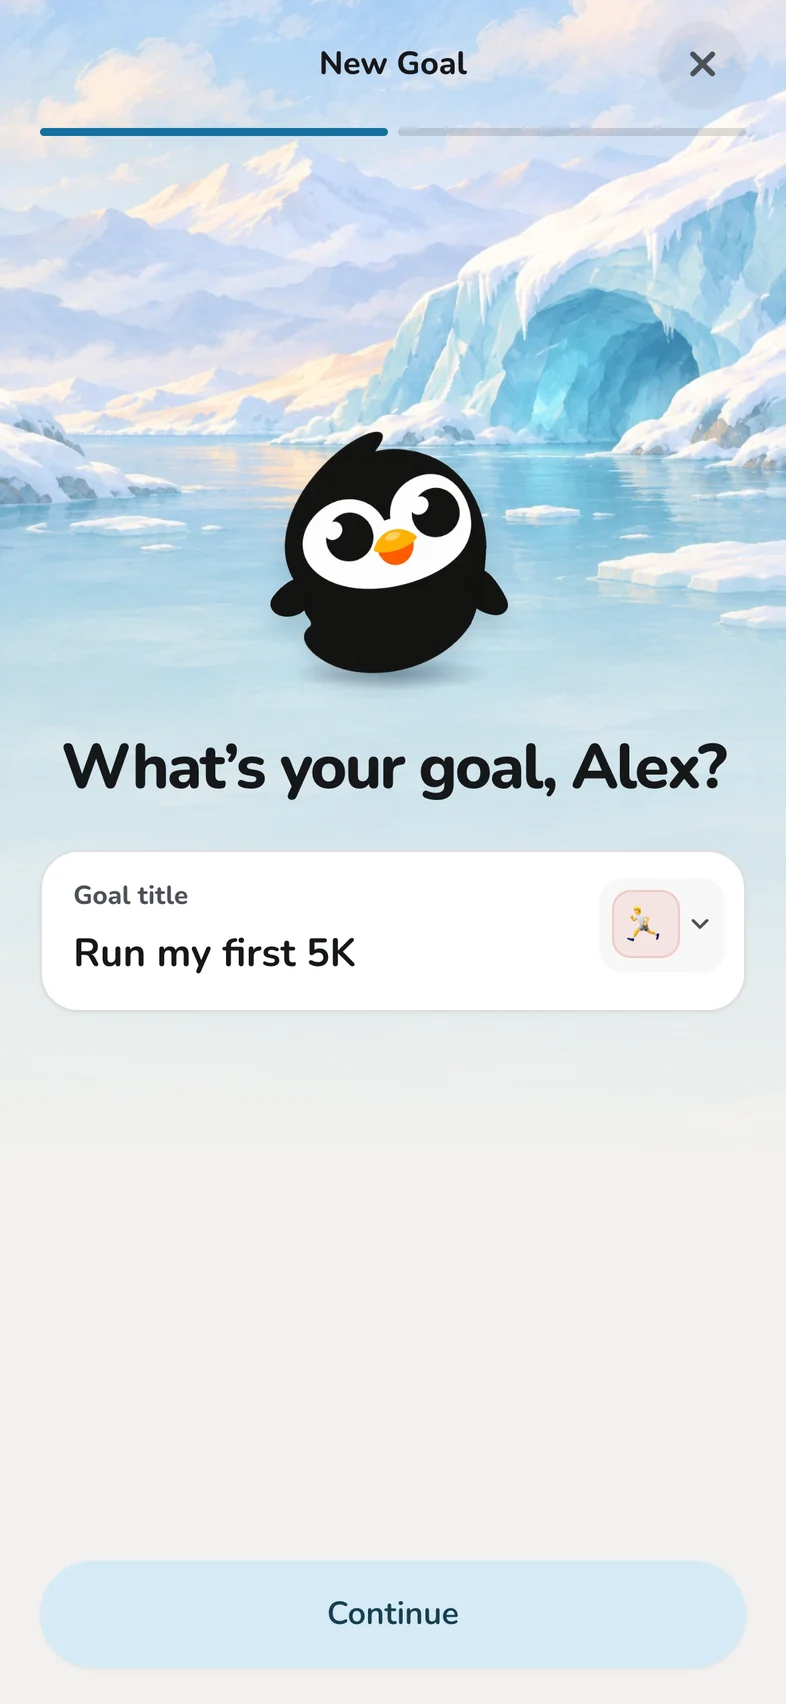 New Goal
What’s your goal, Alex?
Goal title
Run my first 5K
Continue